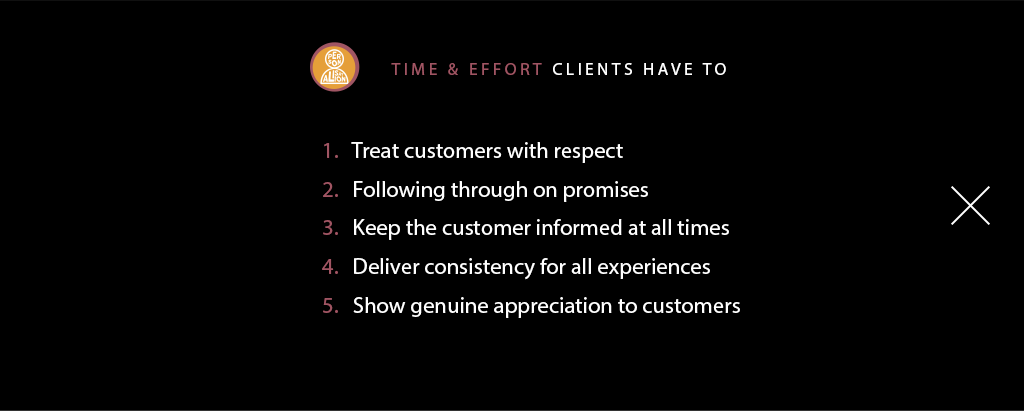 PERSONALISATION
TIME & EFFORT CLIENTS HAVE TO
1. Treat customers with respect
2. Following through on promises
3. Keep the customer informed at all times
4. Deliver consistency for all experiences
5. Show genuine appreciation to customers